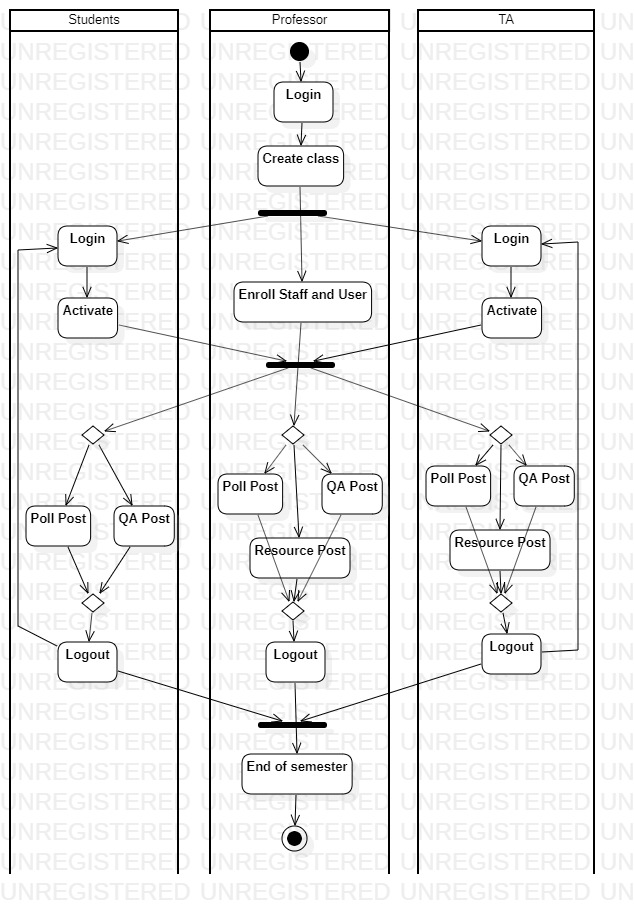 Students
Professor
TA
Login
Create class
Login
Login
Enroll Staff and User
Activate
Activate
Poll Post
QA Post
Poll Post
QA Post
Resource Post
Poll Post
QA Post
Resource Post
Logout
Logout
Logout
End of semester
UNREGISTERED